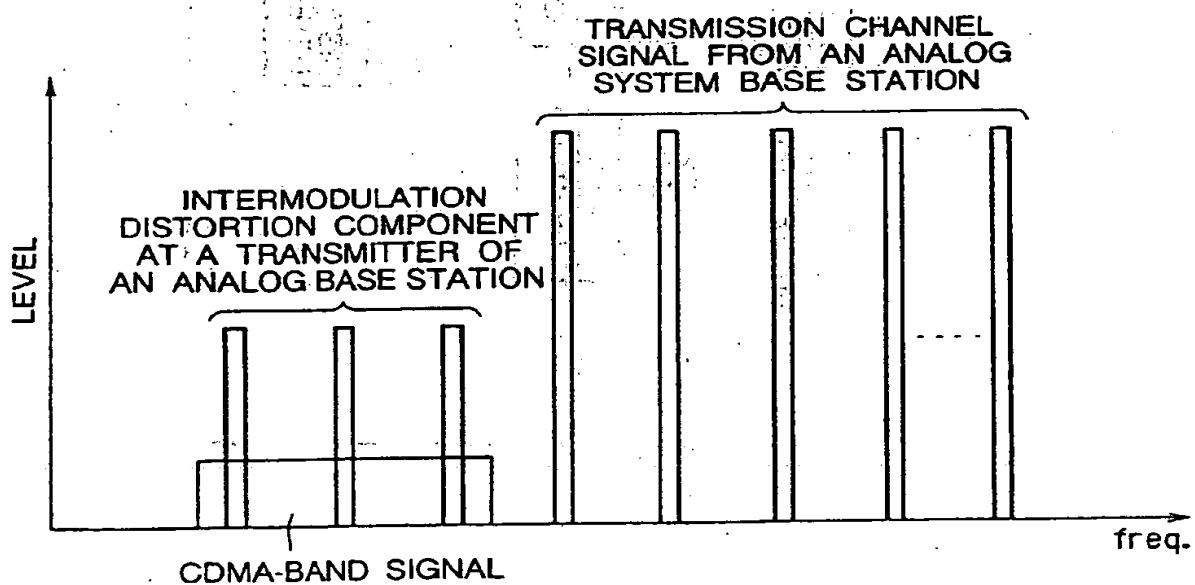 TRANSMISSION CHANNEL
SIGNAL FROM AN ANALOG
SYSTEM BASE STATION
INTERMODULATION
DISTORTION COMPONENT
AT A TRANSMITTER OF
AN ANALOG BASE STATION
LEVEL
freq.
CDMA-BAND SIGNAL